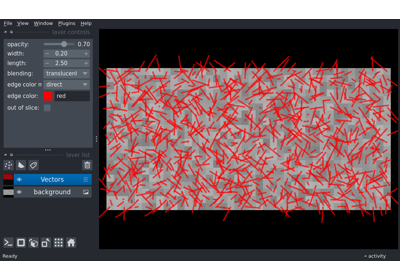 File View Window Plugins Help
layer controls
opacity: 0.70
width: 0.20
length: 2.50
blending: translucent
edge color m direct
edge color: red
out of slice:
layer list
Vectors
background
Ready
activity